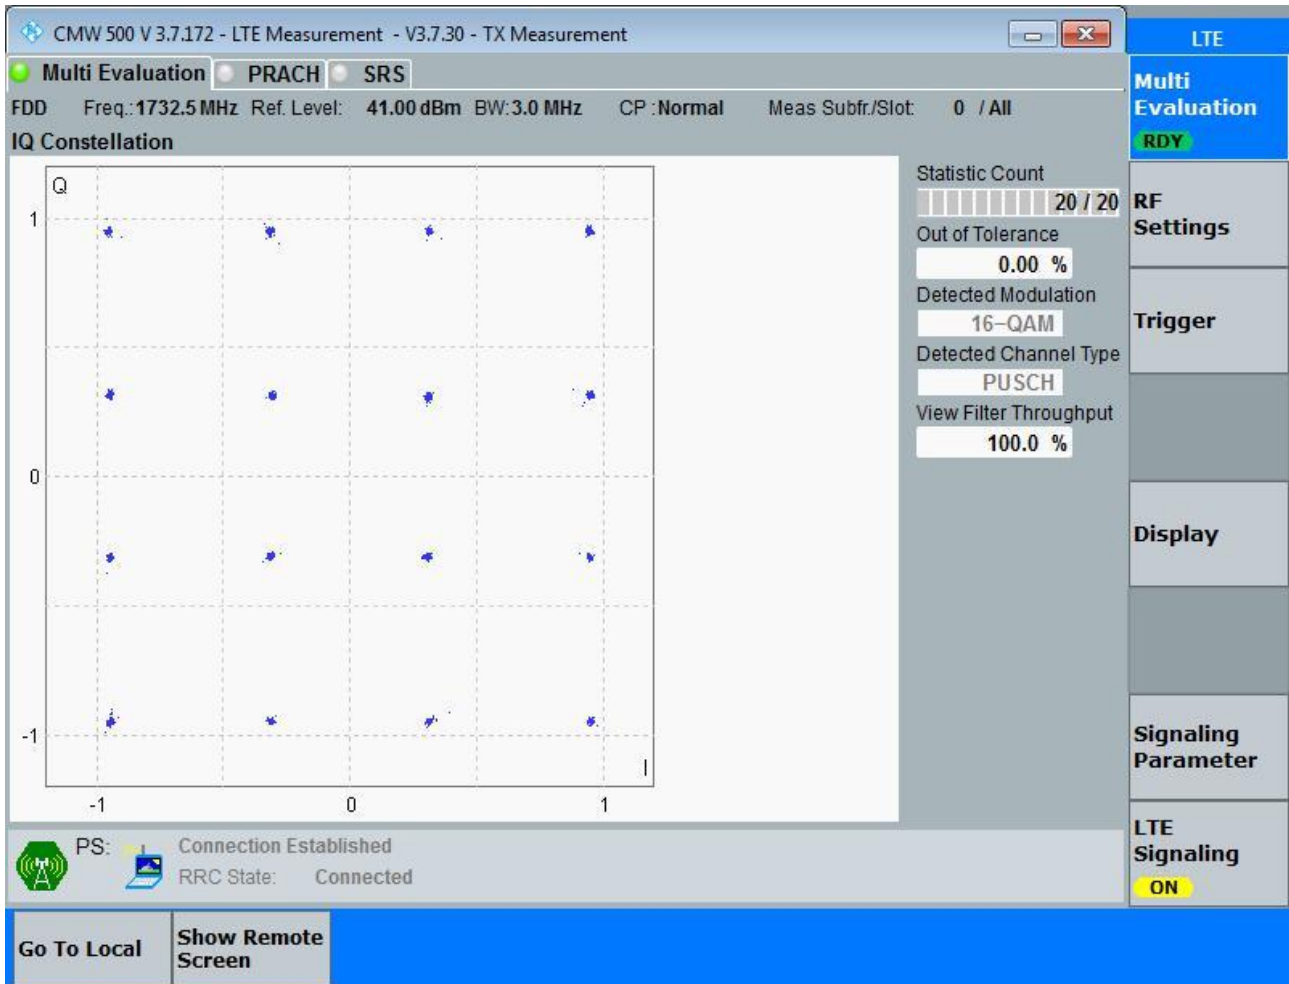 CMW 500 V 3.7.172 - LTE Measurement - V3.7.30 - TX Measurement
LTE
Multi Evaluation PRACH SRS
FDD Freq.: 1732.5 MHz Ref. Level: 41.00 dBm BW: 3.0 MHz CP : Normal Meas Subfr./Slot: 0 / All
IQ Constellation
Q
1
0
-1
I
-1 0 1
Statistic Count
20 / 20
Out of Tolerance
0.00 %
Detected Modulation
16-QAM
Detected Channel Type
PUSCH
View Filter Throughput
100.0 %
Multi
Evaluation
RDY
RF
Settings
Trigger
Display
Signaling
Parameter
LTE
Signaling
ON
PS: Connection Established
RRC State: Connected
Go To Local
Show Remote
Screen